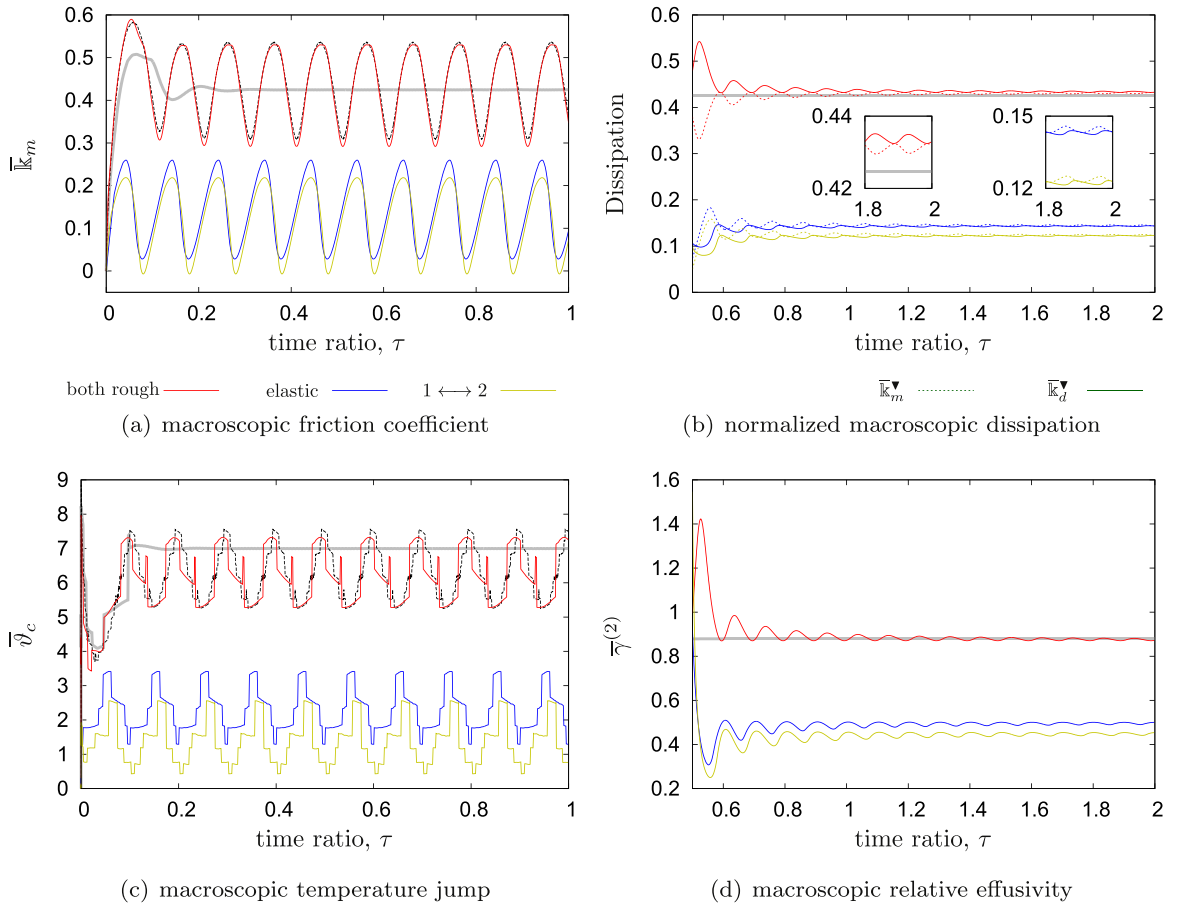 0.6
0.5
0.4
0.3
0.2
0.1
0
0 0.2 0.4 0.6 0.8 1
𝕜̅ₘ
time ratio, τ
0.6
0.5
0.4
0.3
0.2
0.1
0
0.6 0.8 1 1.2 1.4 1.6 1.8 2
Dissipation
time ratio, τ
0.44
0.42
1.8 2
0.15
0.12
1.8 2
both rough elastic 1 ⟷ 2
𝕜̅ₘ▼ 𝕜̅_d▼
(a) macroscopic friction coefficient
(b) normalized macroscopic dissipation
9
8
7
6
5
4
3
2
1
0
0 0.2 0.4 0.6 0.8 1
ϑ̅_c
time ratio, τ
1.6
1.4
1.2
1
0.8
0.6
0.4
0.2
0.6 0.8 1 1.2 1.4 1.6 1.8 2
γ̅⁽²⁾
time ratio, τ
(c) macroscopic temperature jump
(d) macroscopic relative effusivity